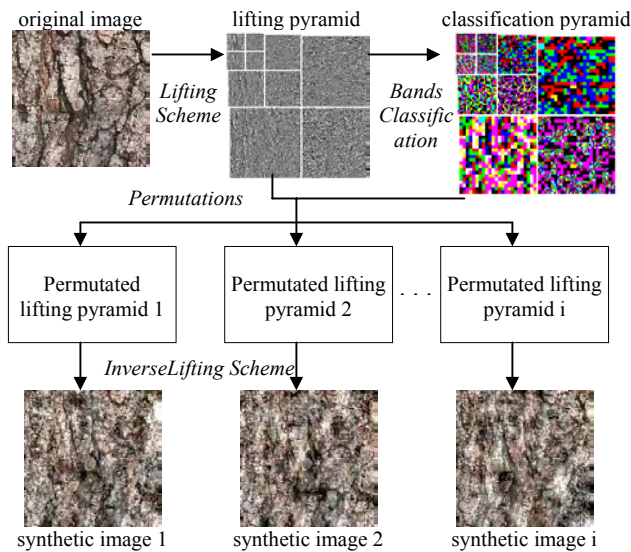 original image
lifting pyramid
classification pyramid
Lifting
Scheme
Bands
Classific
ation
Permutations
Permutated
lifting pyramid 1
Permutated lifting
pyramid 2
. . .
Permutated lifting
pyramid i
InverseLifting Scheme
synthetic image 1
synthetic image 2
synthetic image i